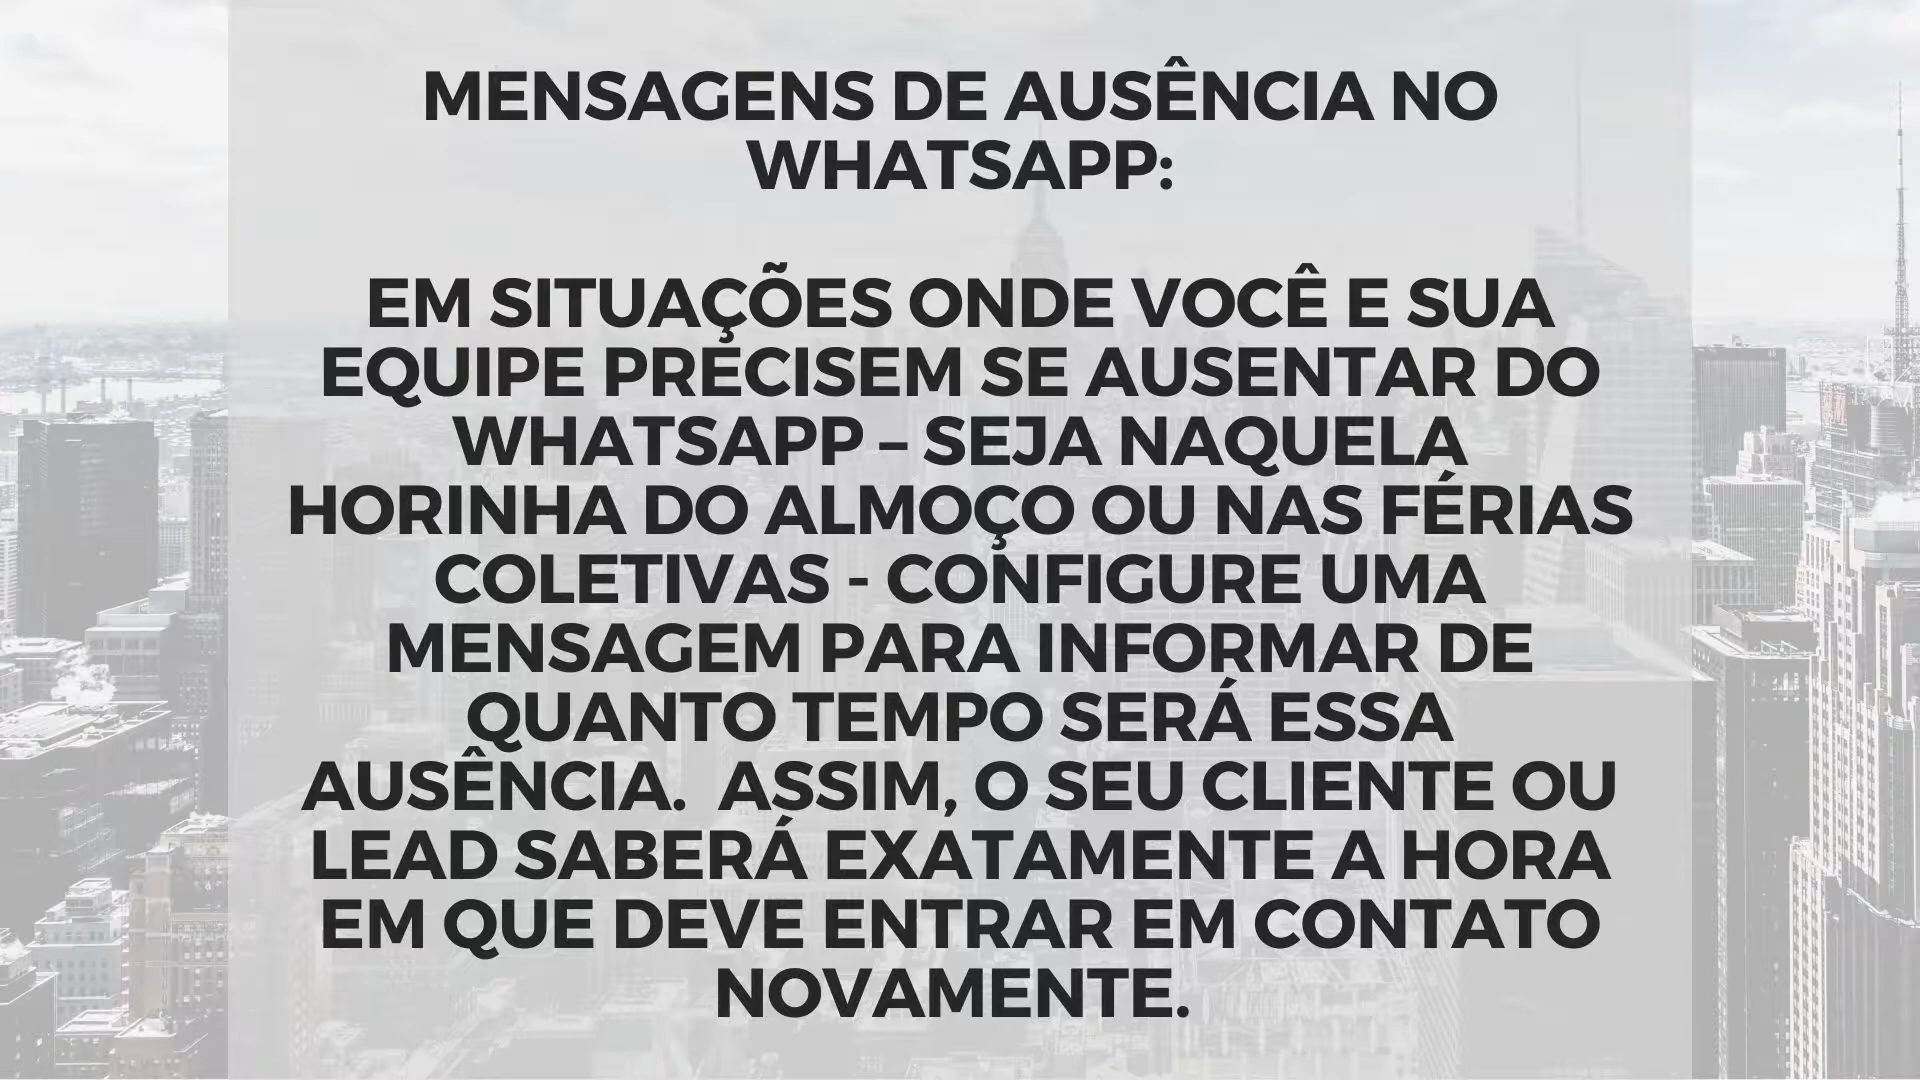 MENSAGENS DE AUSÊNCIA NO
WHATSAPP:
EM SITUAÇÕES ONDE VOCÊ E SUA
EQUIPE PRECISEM SE AUSENTAR DO
WHATSAPP – SEJA NAQUELA
HORINHA DO ALMOÇO OU NAS FÉRIAS
COLETIVAS - CONFIGURE UMA
MENSAGEM PARA INFORMAR DE
QUANTO TEMPO SERÁ ESSA
AUSÊNCIA. ASSIM, O SEU CLIENTE OU
LEAD SABERÁ EXATAMENTE A HORA
EM QUE DEVE ENTRAR EM CONTATO
NOVAMENTE.